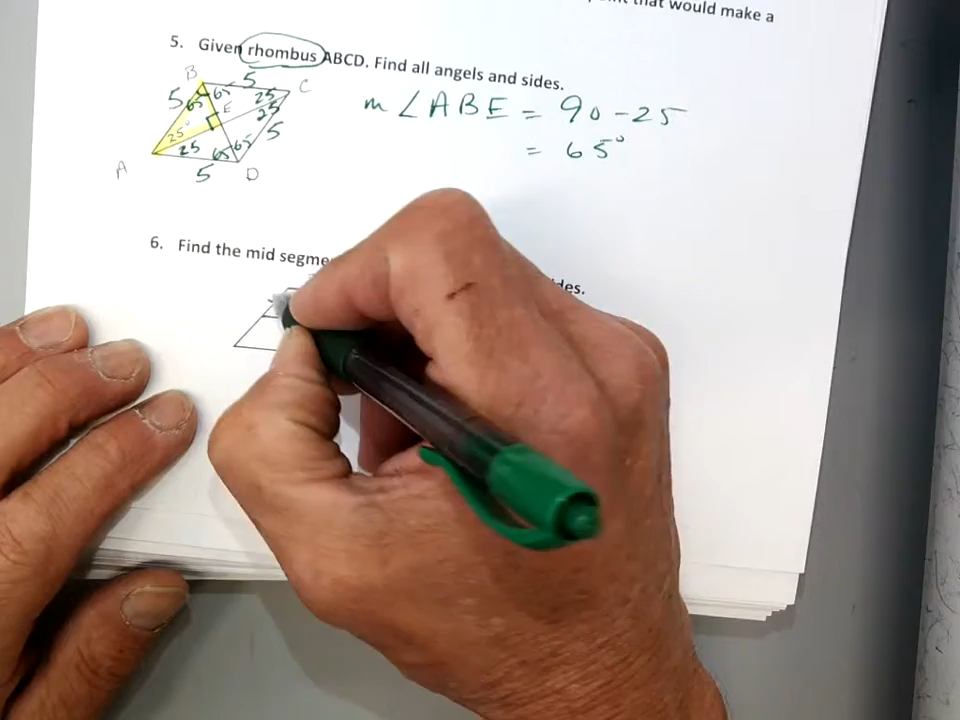 that would make a
5. Given rhombus ABCD. Find all angels and sides.
B 5 C
5 65 65 25
E 25
25° 5
25 65 65
A 5 D
m ∠ABE = 90 - 25
= 65°
6. Find the mid segme
des.